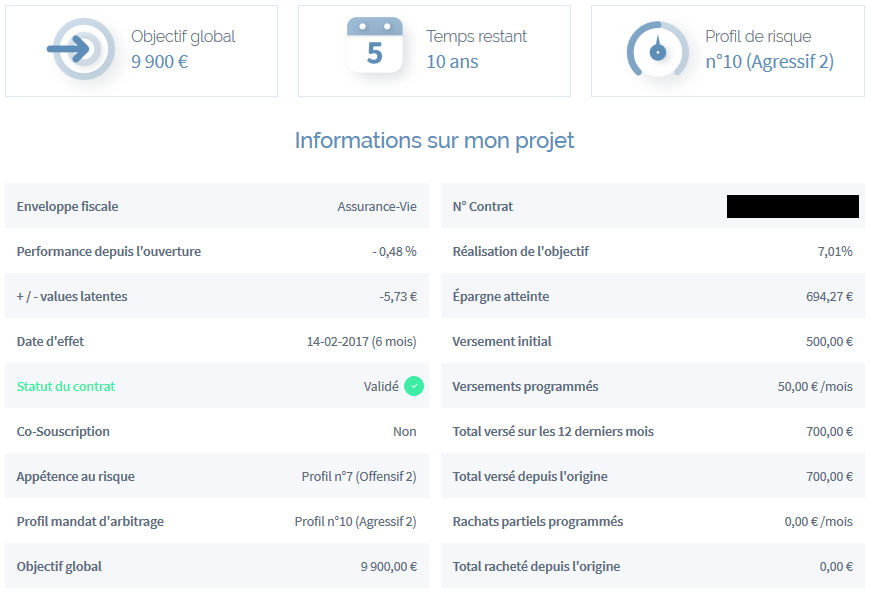 Objectif global
9 900 €
5
Temps restant
10 ans
Profil de risque
n°10 (Agressif 2)
Informations sur mon projet
Enveloppe fiscale Assurance-Vie
Performance depuis l'ouverture - 0,48 %
+ / - values latentes -5,73 €
Date d'effet 14-02-2017 (6 mois)
Statut du contrat Validé
Co-Souscription Non
Appétence au risque Profil n°7 (Offensif 2)
Profil mandat d'arbitrage Profil n°10 (Agressif 2)
Objectif global 9 900,00 €
N° Contrat
Réalisation de l'objectif 7,01%
Épargne atteinte 694,27 €
Versement initial 500,00 €
Versements programmés 50,00 € /mois
Total versé sur les 12 derniers mois 700,00 €
Total versé depuis l'origine 700,00 €
Rachats partiels programmés 0,00 € /mois
Total racheté depuis l'origine 0,00 €